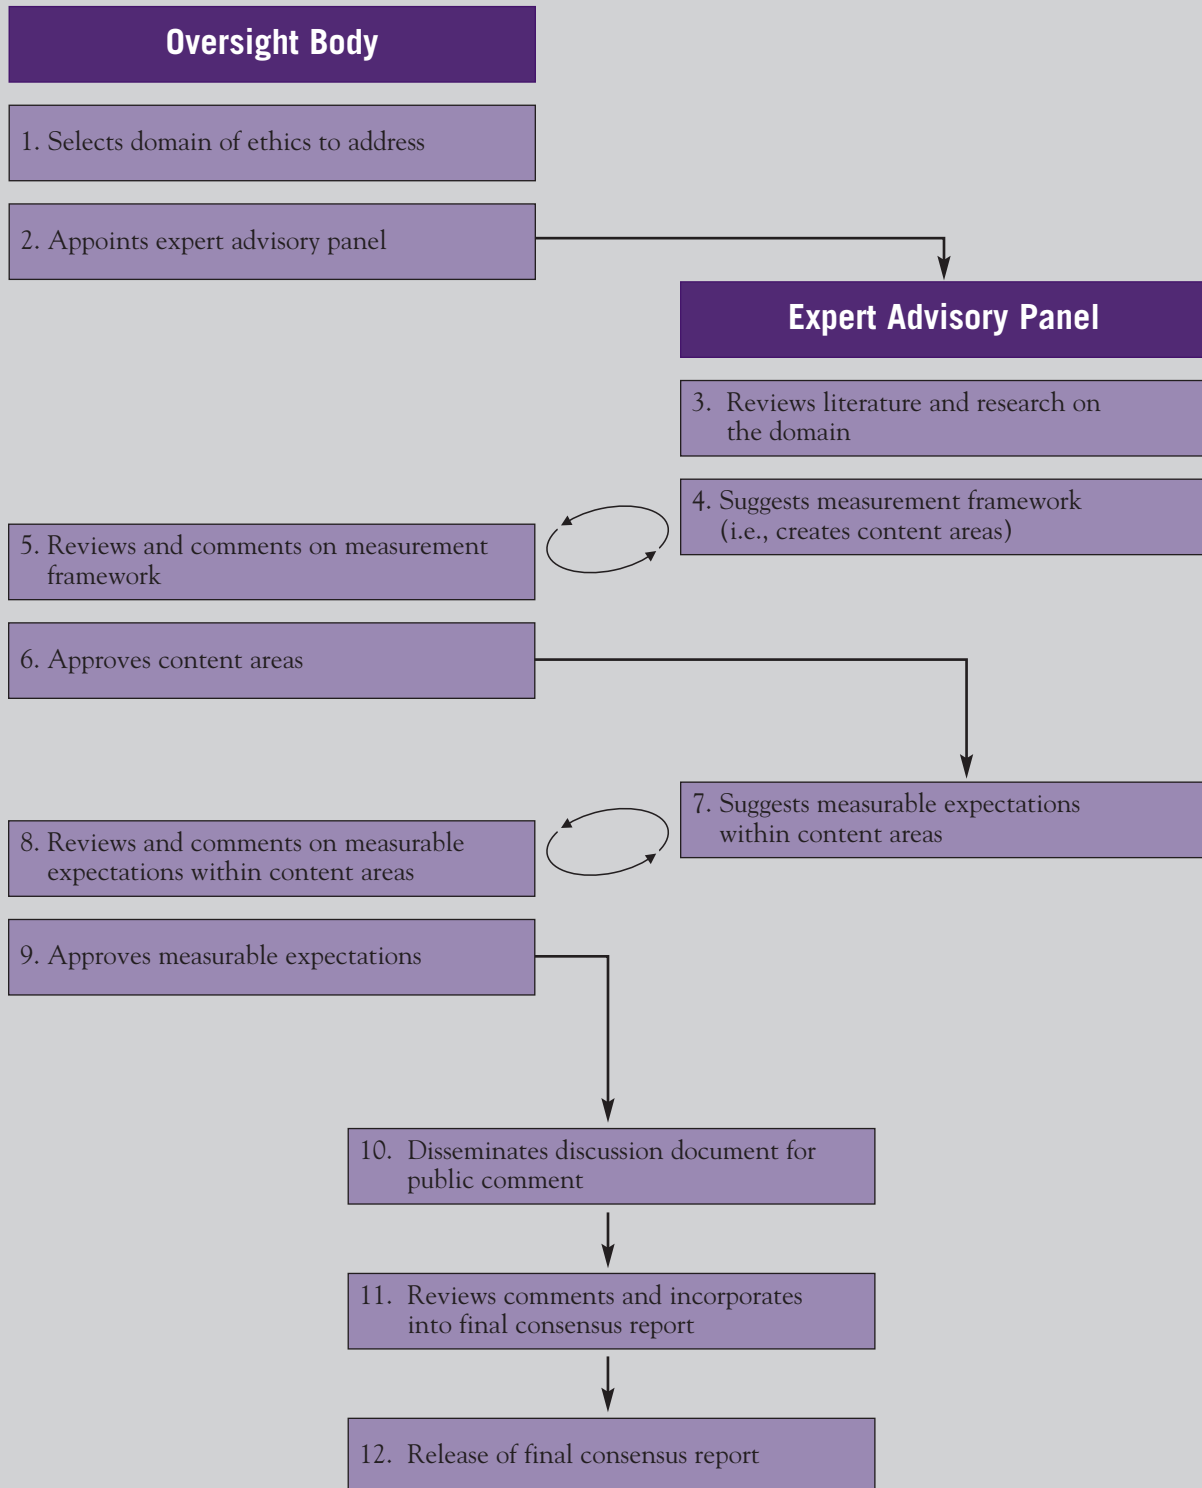 Oversight Body
1. Selects domain of ethics to address
2. Appoints expert advisory panel
Expert Advisory Panel
3. Reviews literature and research on
the domain
4. Suggests measurement framework
(i.e., creates content areas)
5. Reviews and comments on measurement
framework
6. Approves content areas
7. Suggests measurable expectations
within content areas
8. Reviews and comments on measurable
expectations within content areas
9. Approves measurable expectations
10. Disseminates discussion document for
public comment
11. Reviews comments and incorporates
into final consensus report
12. Release of final consensus report